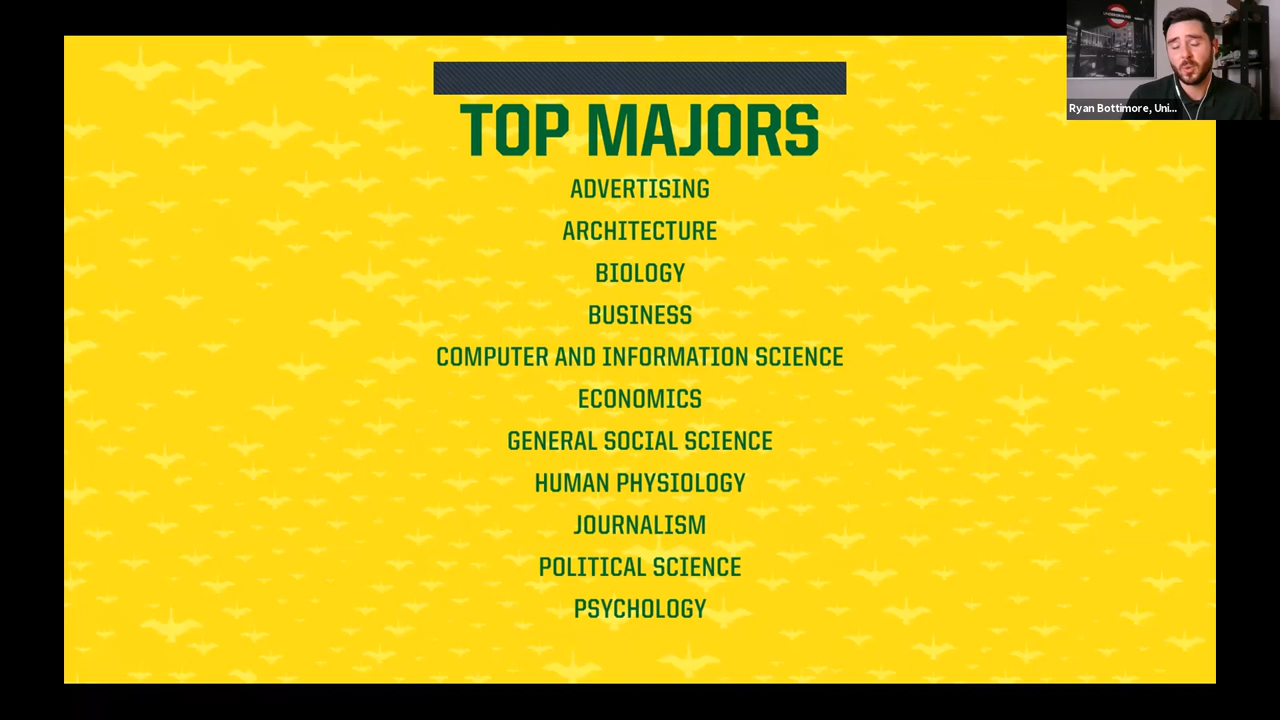 UNDERGROUND
Ryan Bottimore, Uni...
TOP MAJORS
ADVERTISING
ARCHITECTURE
BIOLOGY
BUSINESS
COMPUTER AND INFORMATION SCIENCE
ECONOMICS
GENERAL SOCIAL SCIENCE
HUMAN PHYSIOLOGY
JOURNALISM
POLITICAL SCIENCE
PSYCHOLOGY